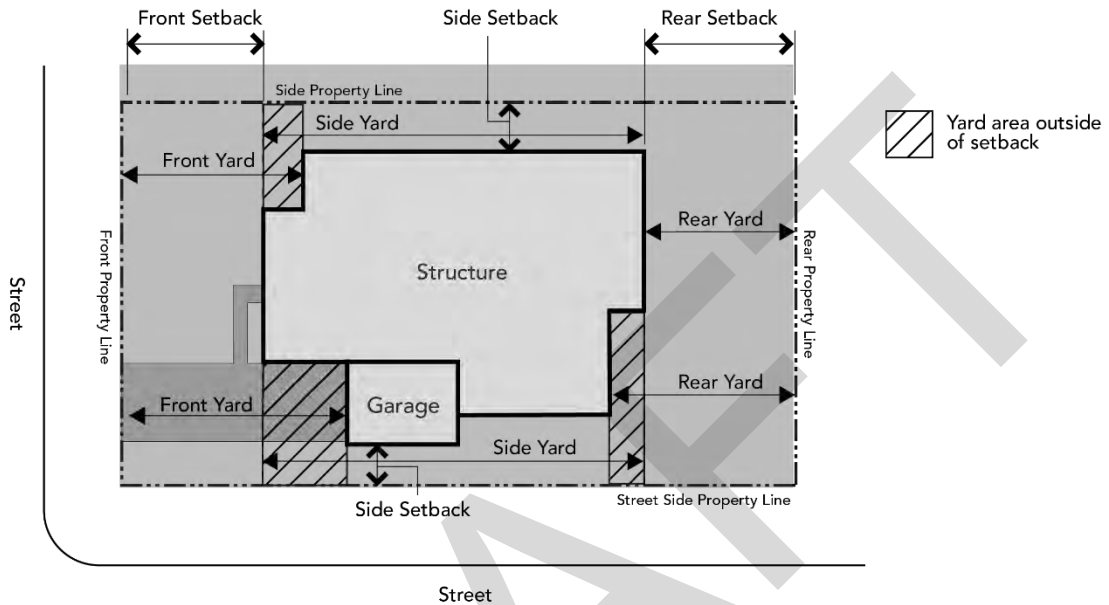 Front Setback
Side Setback
Rear Setback
Side Property Line
Side Yard
Yard area outside
of setback
Front Yard
Rear Yard
Front Property Line
Rear Property Line
Structure
Street
Rear Yard
Front Yard
Garage
Side Yard
Street Side Property Line
Side Setback
Street